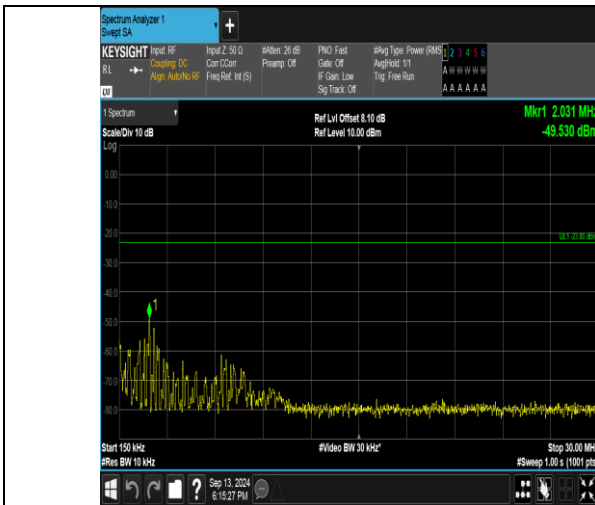 Spectrum Analyzer 1
Swept SA
+
KEYSIGHT
RL
Input: RF
Coupling: DC
Align: Auto/No RF
Input Z: 50 Ω
Corr CCorr
Freq Ref: Int (S)
#Atten: 26 dB
Preamp: Off
PNO: Fast
Gate: Off
IF Gain: Low
Sig Track: Off
#Avg Type: Power (RMS
Avg|Hold: 1/1
Trig: Free Run
1 2 3 4 5 6
A W W W W W
A A A A A A
1 Spectrum
Scale/Div 10 dB
Log
Ref Lvl Offset 8.10 dB
Ref Level 10.00 dBm
Mkr1 2.031 MHz
-49.530 dBm
0.00
-10.0
-20.0
DL1 -23.00 dBm
-30.0
-40.0
1
-50.0
-60.0
-70.0
-80.0
Start 150 kHz
#Res BW 10 kHz
#Video BW 30 kHz*
Stop 30.00 MH
#Sweep 1.00 s (1001 pts
?
Sep 13, 2024
6:15:27 PM